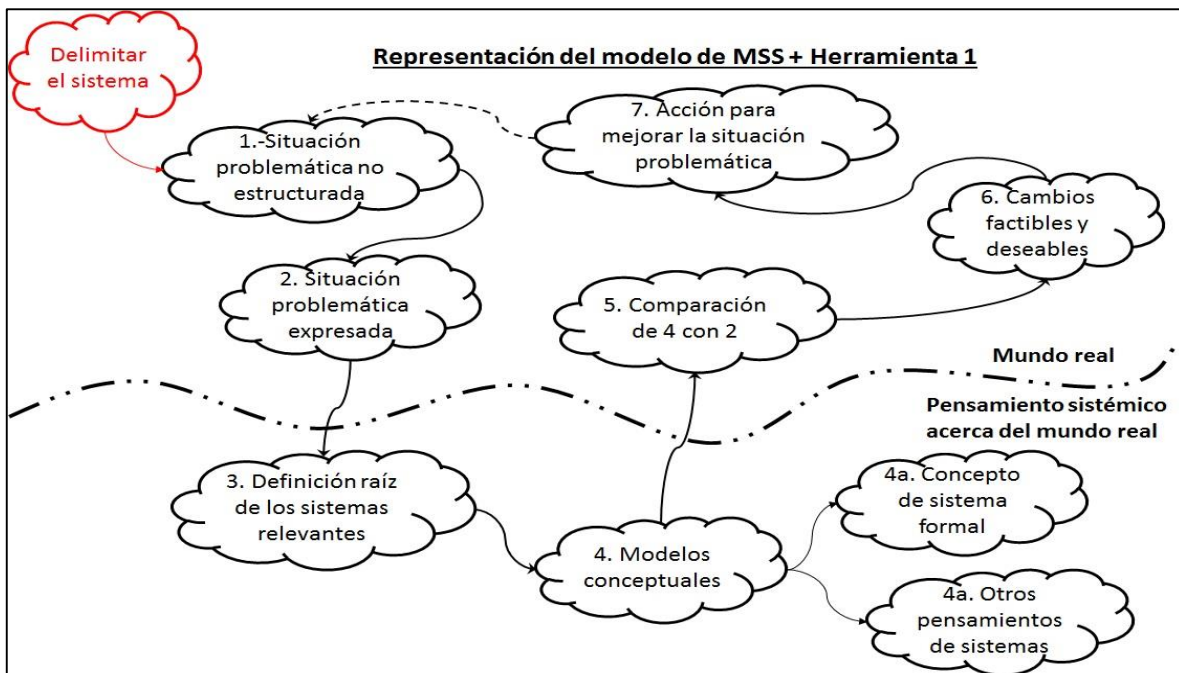 Delimitar
el sistema
Representación del modelo de MSS + Herramienta 1
1.-Situación
problemática no
estructurada
7. Acción para
mejorar la situación
problemática
6. Cambios
factibles y
deseables
2. Situación
problemática
expresada
5. Comparación
de 4 con 2
Mundo real
Pensamiento sistémico
acerca del mundo real
3. Definición raíz
de los sistemas
relevantes
4. Modelos
conceptuales
4a. Concepto
de sistema
formal
4a. Otros
pensamientos
de sistemas